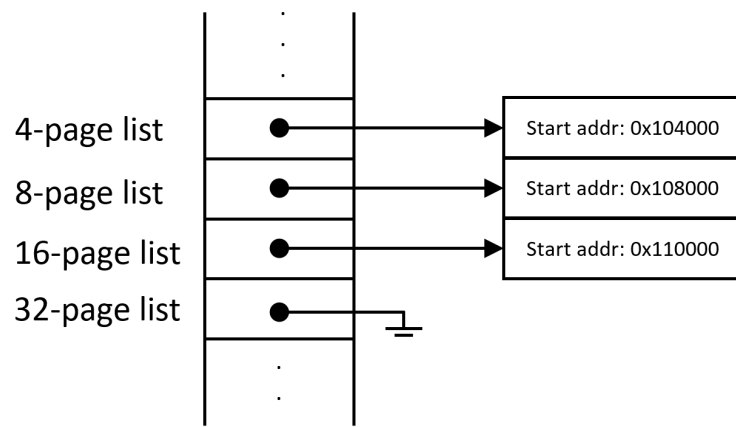 4-page list
Start addr: 0x104000
8-page list
Start addr: 0x108000
16-page list
Start addr: 0x110000
32-page list